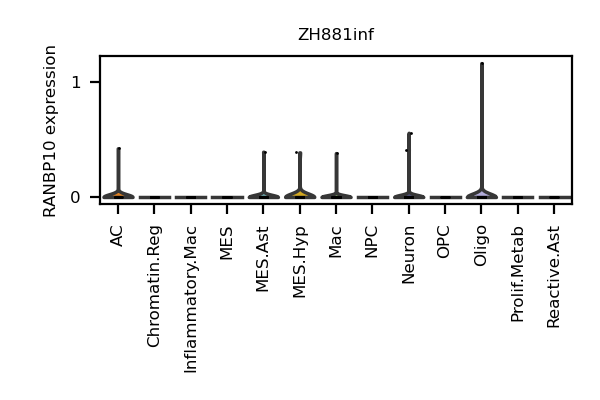 ZH881inf
RANBP10 expression
1
0
AC
Chromatin.Reg
Inflammatory.Mac
MES
MES.Ast
MES.Hyp
Mac
NPC
Neuron
OPC
Oligo
Prolif.Metab
Reactive.Ast